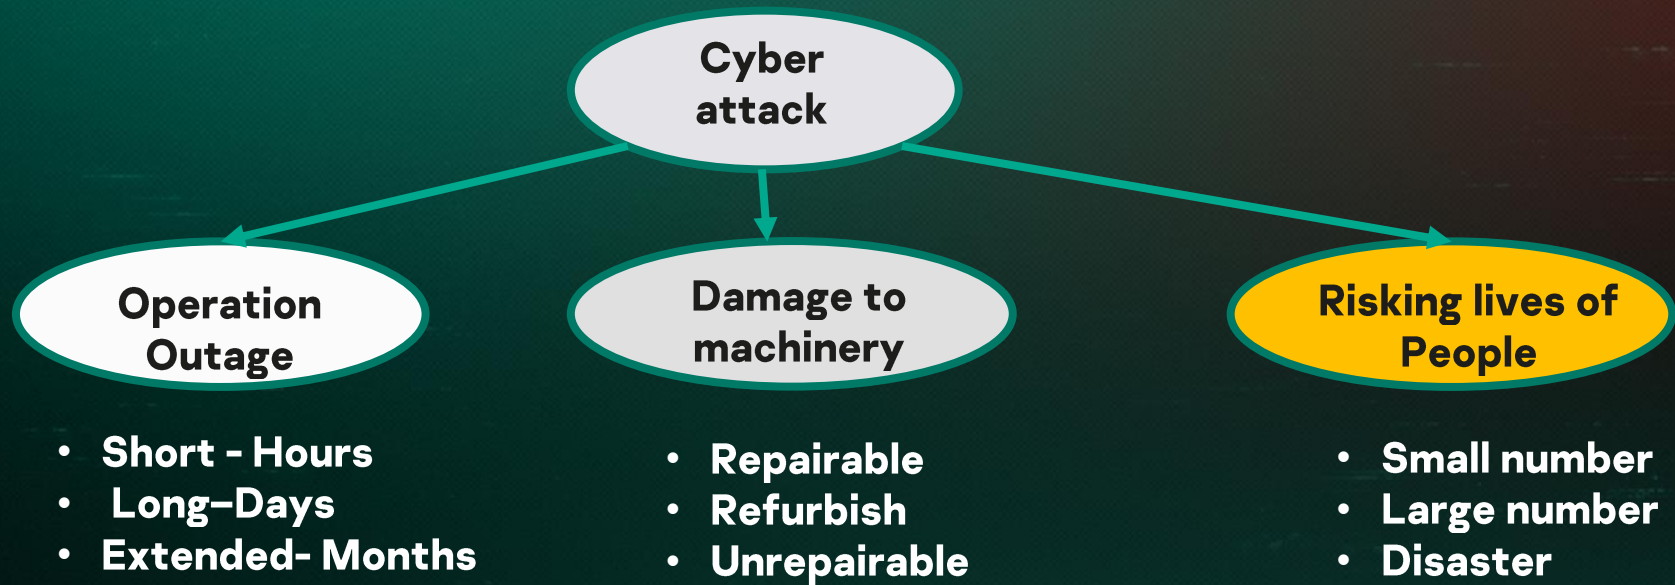 Cyber
attack
Operation
Outage
Damage to
machinery
Risking lives of
People
• Short - Hours
• Long–Days
• Extended- Months
• Repairable
• Refurbish
• Unrepairable
• Small number
• Large number
• Disaster